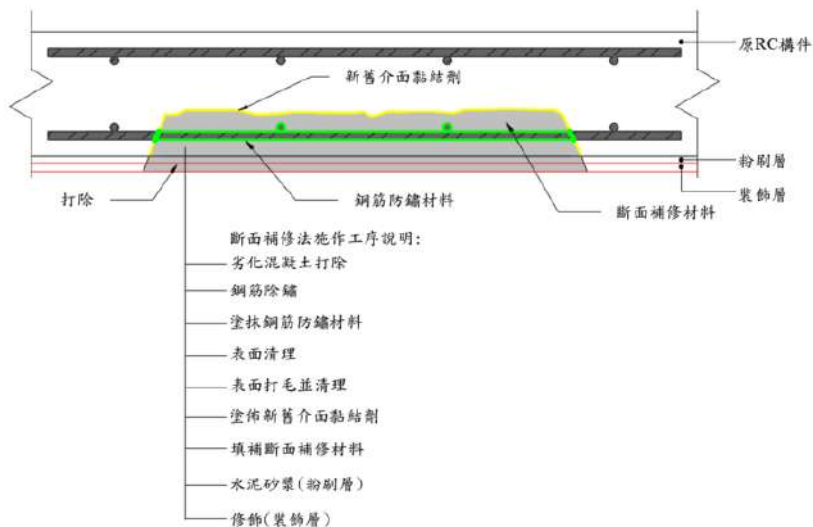 原RC構件
新舊介面黏結劑
粉刷層
裝飾層
打除
鋼筋防鏽材料
斷面補修材料
斷面補修法施作工序說明:
劣化混凝土打除
鋼筋除鏽
塗抹鋼筋防鏽材料
表面清理
表面打毛並清理
塗佈新舊介面黏結劑
填補斷面補修材料
水泥砂漿(粉刷層)
修飾(裝飾層)